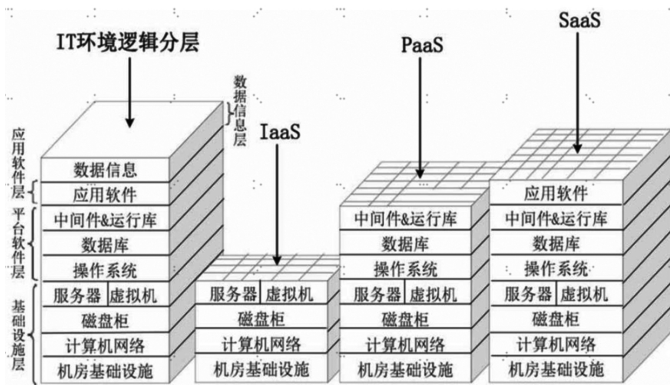 IT环境逻辑分层
IaaS
PaaS
SaaS
数据信息层
应用软件层
平台软件层
基础设施层
数据信息
应用软件
中间件&运行库
数据库
操作系统
服务器 虚拟机
磁盘柜
计算机网络
机房基础设施
服务器 虚拟机
磁盘柜
计算机网络
机房基础设施
中间件&运行库
数据库
操作系统
服务器 虚拟机
磁盘柜
计算机网络
机房基础设施
应用软件
中间件&运行库
数据库
操作系统
服务器 虚拟机
磁盘柜
计算机网络
机房基础设施